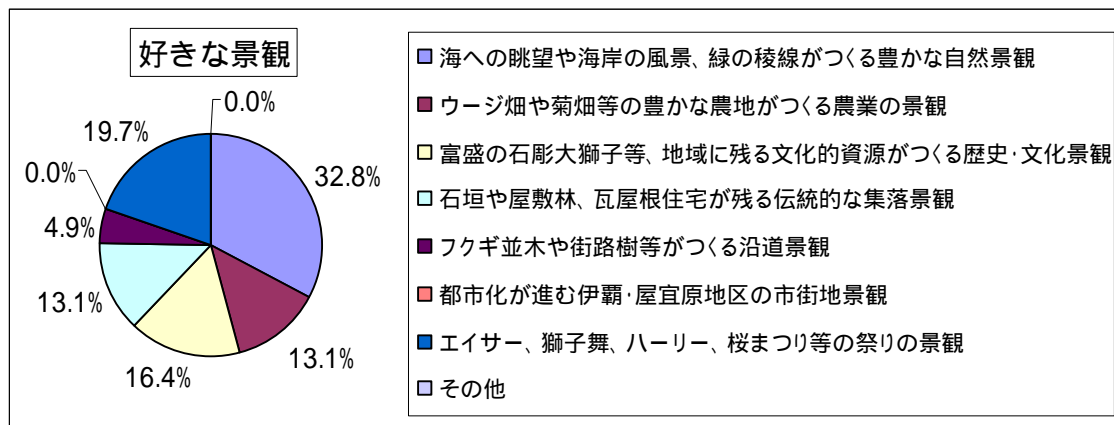 好きな景観
0.0%
19.7%
32.8%
0.0%
4.9%
13.1%
13.1%
16.4%
海への眺望や海岸の風景、緑の稜線がつくる豊かな自然景観
ウージ畑や菊畑等の豊かな農地がつくる農業の景観
富盛の石彫大獅子等、地域に残る文化的資源がつくる歴史･文化景観
石垣や屋敷林、瓦屋根住宅が残る伝統的な集落景観
フクギ並木や街路樹等がつくる沿道景観
都市化が進む伊覇･屋宜原地区の市街地景観
エイサー、獅子舞、ハーリー、桜まつり等の祭りの景観
その他